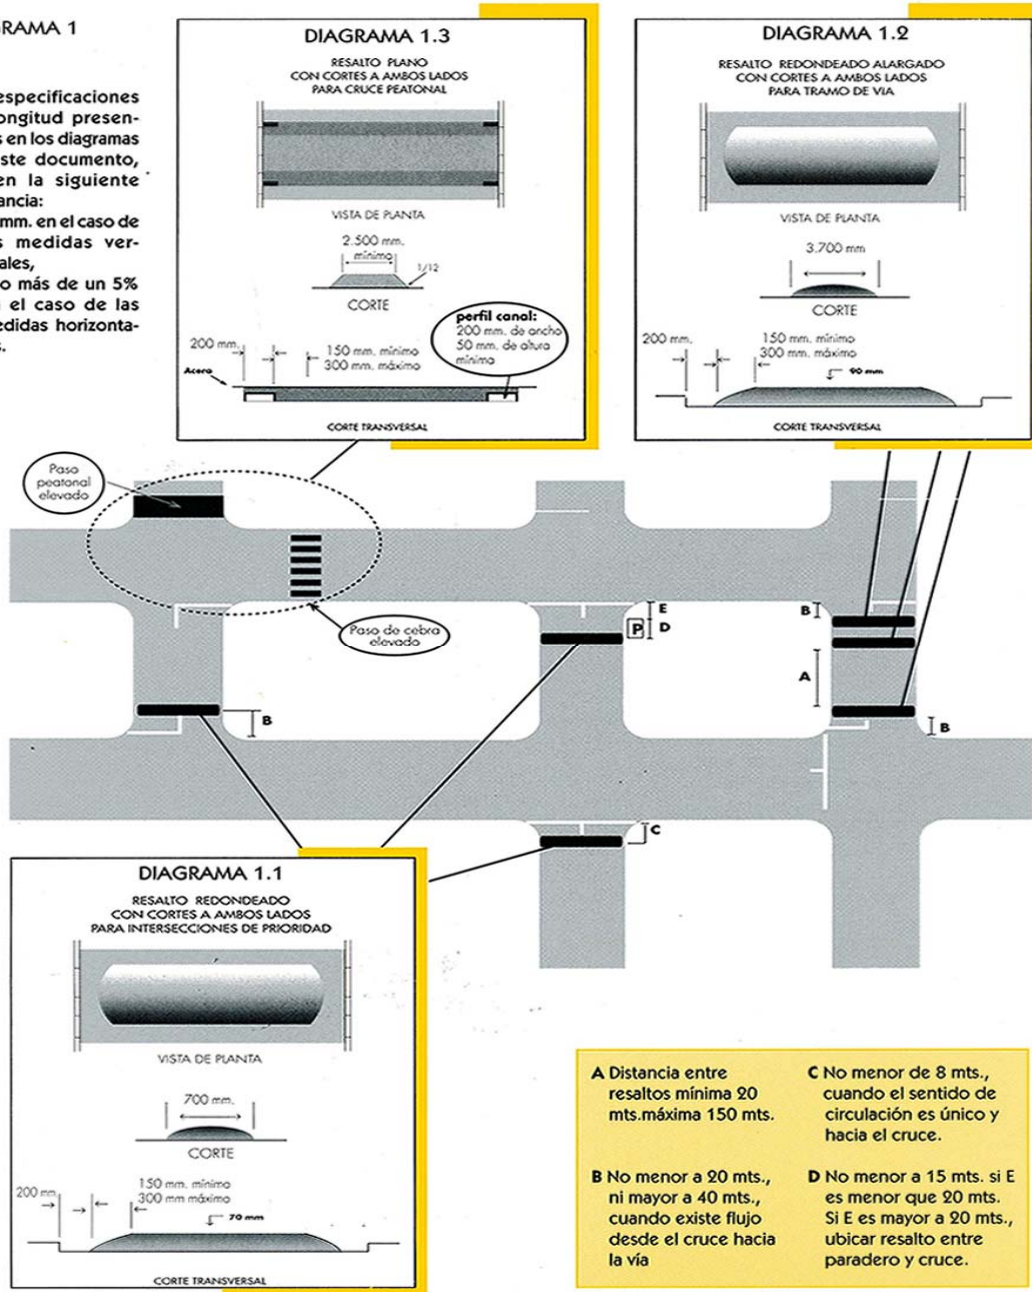 GRAMA 1
especificaciones
ongitud presen-
s en los diagramas
ste documento,
en la siguiente
ancia:
mm. en el caso de
s medidas ver-
ales,
o más de un 5%
el caso de las
edidas horizonta-
s.
DIAGRAMA 1.3
RESALTO PLANO
CON CORTES A AMBOS LADOS
PARA CRUCE PEATONAL
VISTA DE PLANTA
2.500 mm.
mínimo
1/12
CORTE
perfil canal:
200 mm. de ancho
50 mm. de altura
mínima
200 mm.
150 mm. mínimo
300 mm. máximo
Acero
CORTE TRANSVERSAL
DIAGRAMA 1.2
RESALTO REDONDEADO ALARGADO
CON CORTES A AMBOS LADOS
PARA TRAMO DE VIA
VISTA DE PLANTA
3.700 mm
CORTE
200 mm.
150 mm. mínimo
300 mm. máximo
90 mm
CORTE TRANSVERSAL
Paso
peatonal
elevado
Paso de cebra
elevado
E
P D
B
A
B
B
C
DIAGRAMA 1.1
RESALTO REDONDEADO
CON CORTES A AMBOS LADOS
PARA INTERSECCIONES DE PRIORIDAD
VISTA DE PLANTA
700 mm.
CORTE
200 mm.
150 mm. mínimo
300 mm máximo
70 mm
CORTE TRANSVERSAL
A Distancia entre
resaltos mínima 20
mts.máxima 150 mts.
B No menor a 20 mts.,
ni mayor a 40 mts.,
cuando existe flujo
desde el cruce hacia
la vía
C No menor de 8 mts.,
cuando el sentido de
circulación es único y
hacia el cruce.
D No menor a 15 mts. si E
es menor que 20 mts.
Si E es mayor a 20 mts.,
ubicar resalto entre
paradero y cruce.